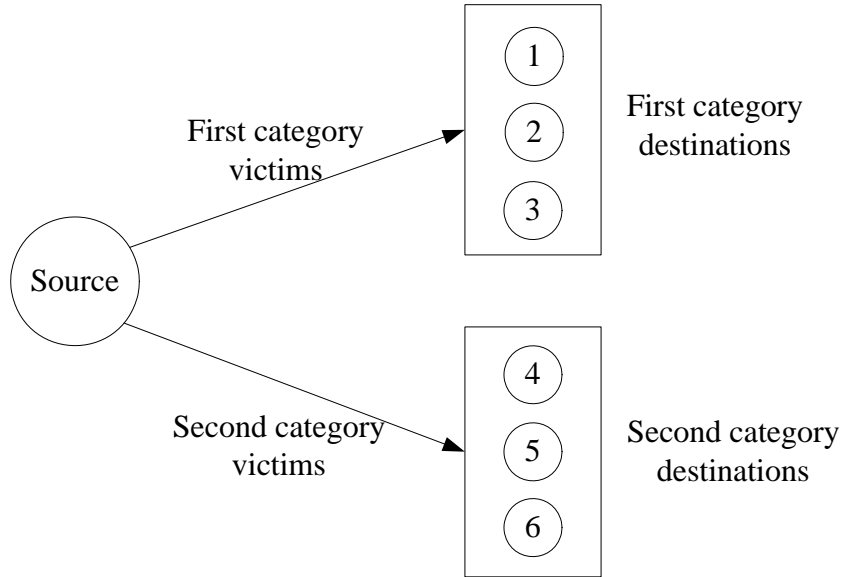 1
First category
victims
2
First category
destinations
3
Source
4
Second category
victims
5
Second category
destinations
6